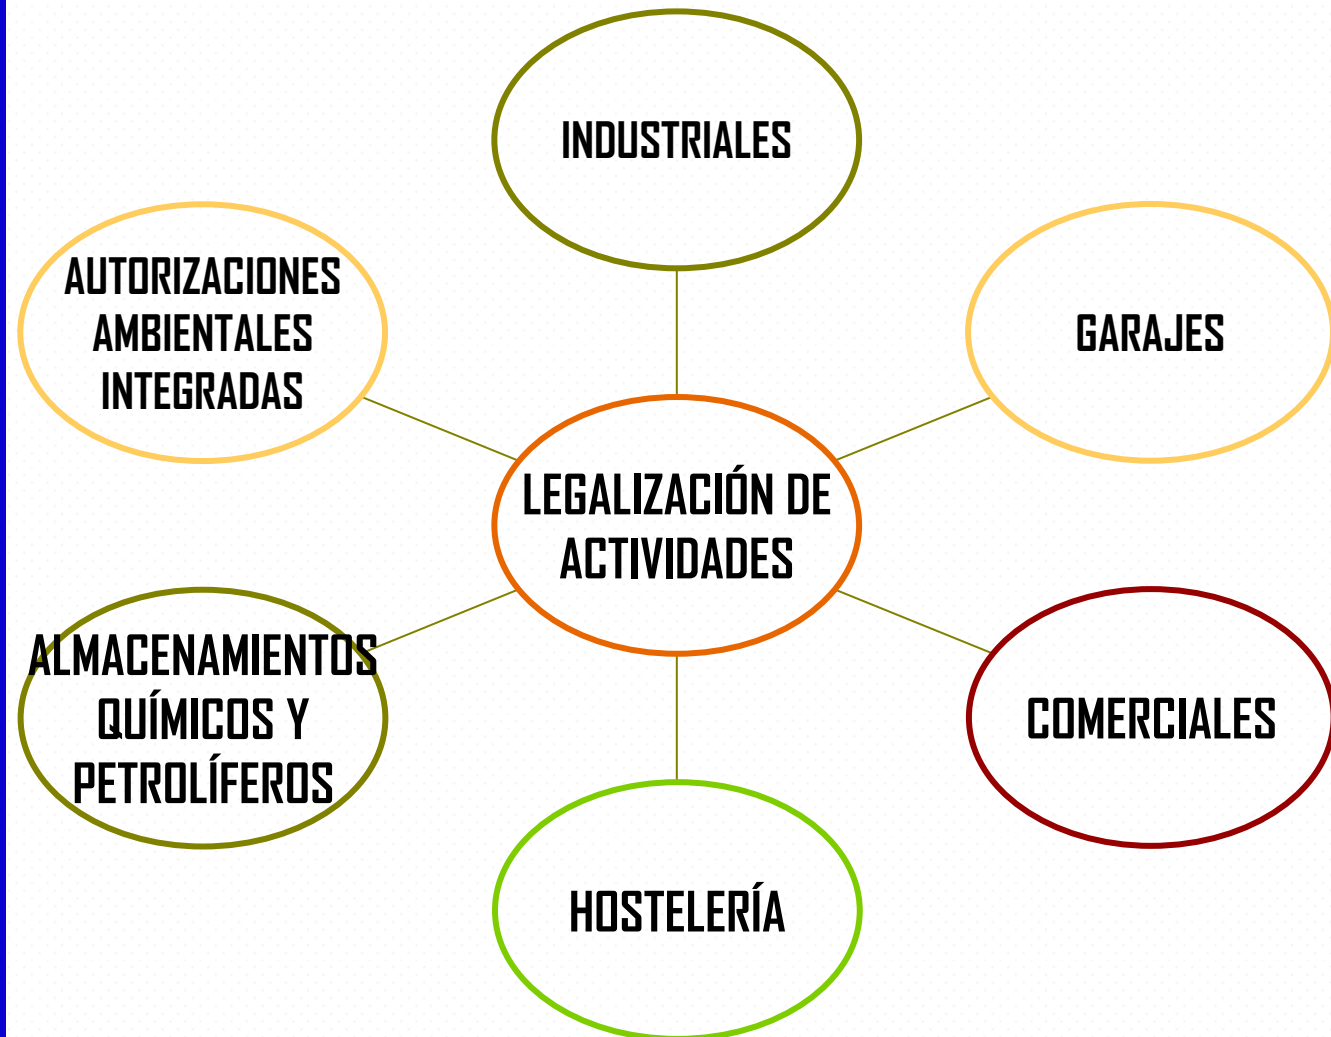 INDUSTRIALES
AUTORIZACIONES
AMBIENTALES
INTEGRADAS
GARAJES
LEGALIZACIÓN DE
ACTIVIDADES
ALMACENAMIENTOS
QUÍMICOS Y
PETROLÍFEROS
COMERCIALES
HOSTELERÍA